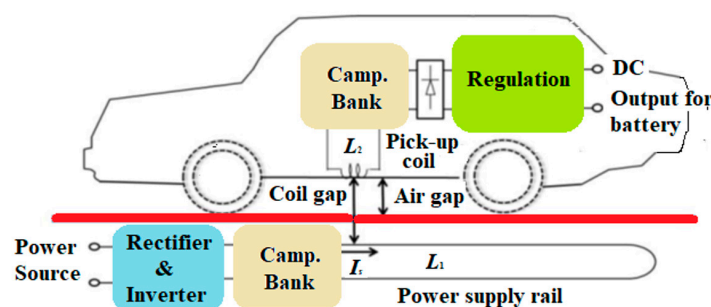 Camp.
Bank
Regulation
DC
Output for
battery
L2
Pick-up
coil
Coil gap
Air gap
Power
Source
Rectifier
&
Inverter
Camp.
Bank
Is
L1
Power supply rail